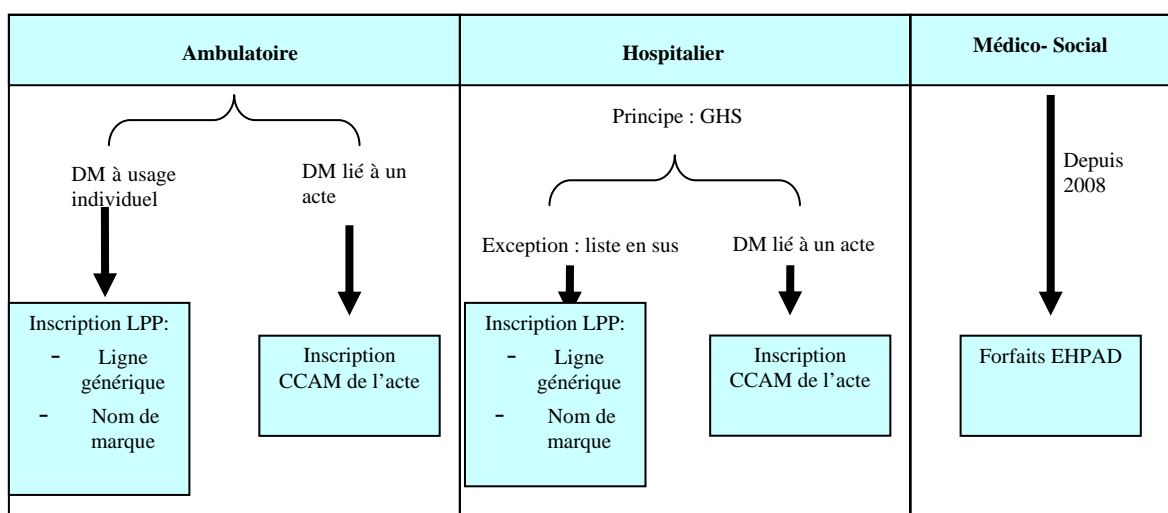 Ambulatoire
DM à usage
individuel
DM lié à un
acte
Inscription LPP:
- Ligne
générique
- Nom de
marque
Inscription
CCAM de l’acte
Hospitalier
Principe : GHS
Exception : liste en sus
DM lié à un acte
Inscription LPP:
- Ligne
générique
- Nom de
marque
Inscription
CCAM de l’acte
Médico- Social
Depuis
2008
Forfaits EHPAD